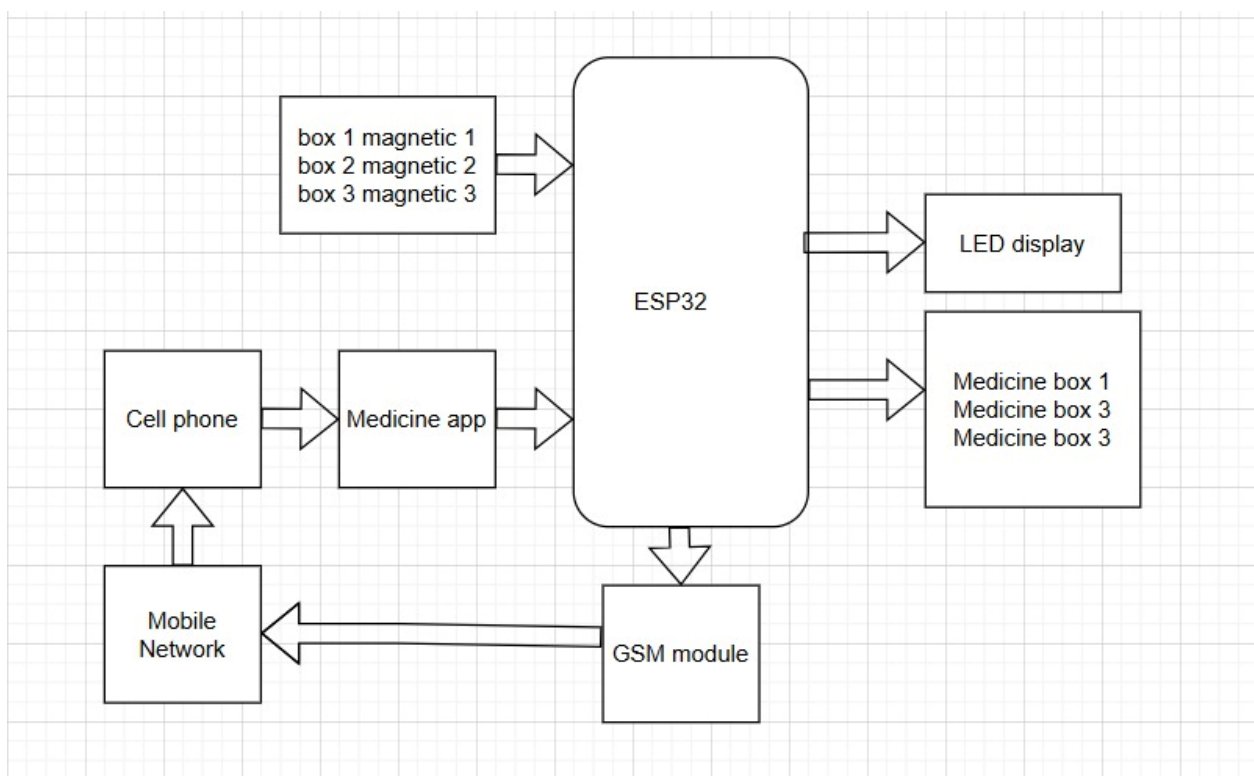 box 1 magnetic 1
box 2 magnetic 2
box 3 magnetic 3
ESP32
LED display
Medicine box 1
Medicine box 3
Medicine box 3
Cell phone
Medicine app
Mobile
Network
GSM module